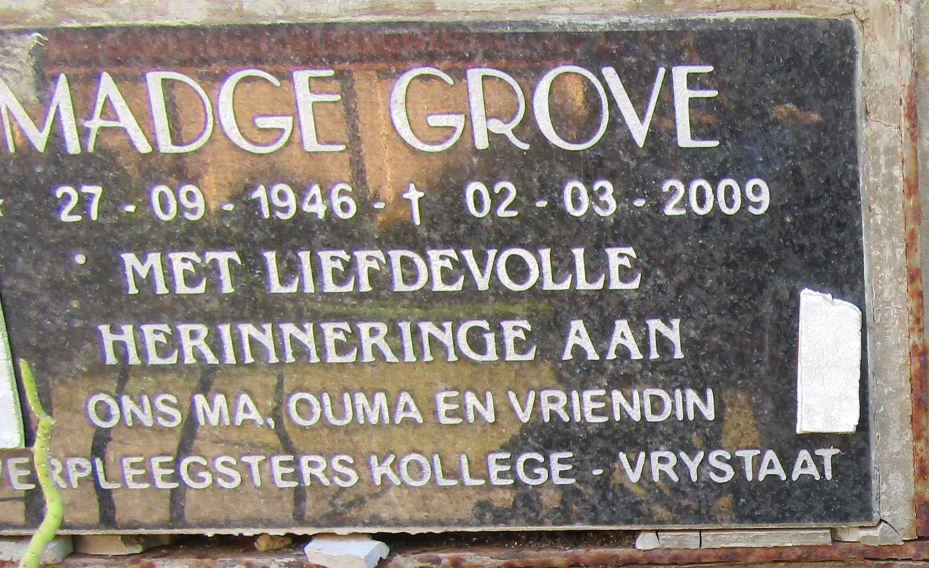 MADGE GROVE
* 27 - 09 - 1946 - † 02 - 03 - 2009
MET LIEFDEVOLLE
HERINNERINGE AAN
ONS MA, OUMA EN VRIENDIN
VERPLEEGSTERS KOLLEGE - VRYSTAAT